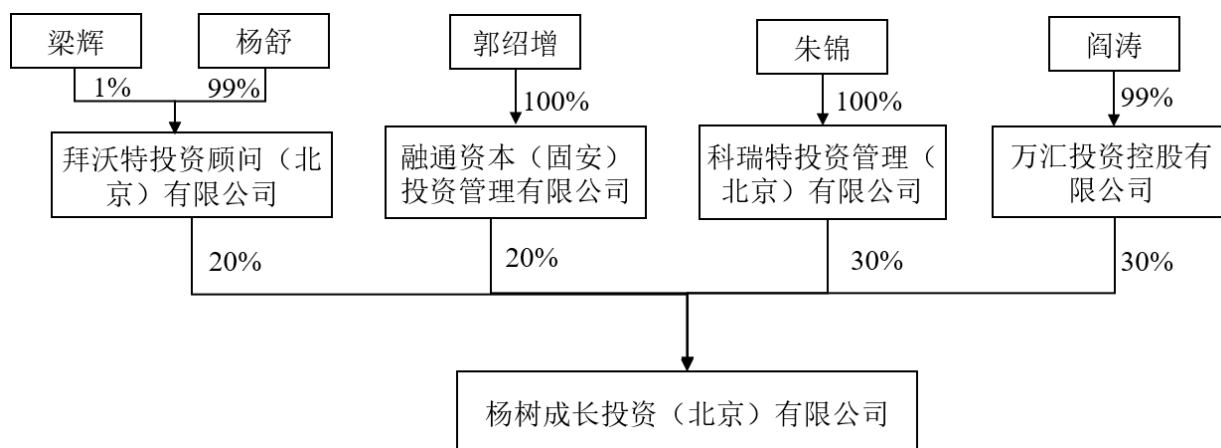 梁辉
杨舒
郭绍增
朱锦
阎涛
1%
99%
100%
100%
99%
拜沃特投资顾问（北
京）有限公司
融通资本（固安）
投资管理有限公司
科瑞特投资管理（
北京）有限公司
万汇投资控股有
限公司
20%
20%
30%
30%
杨树成长投资（北京）有限公司